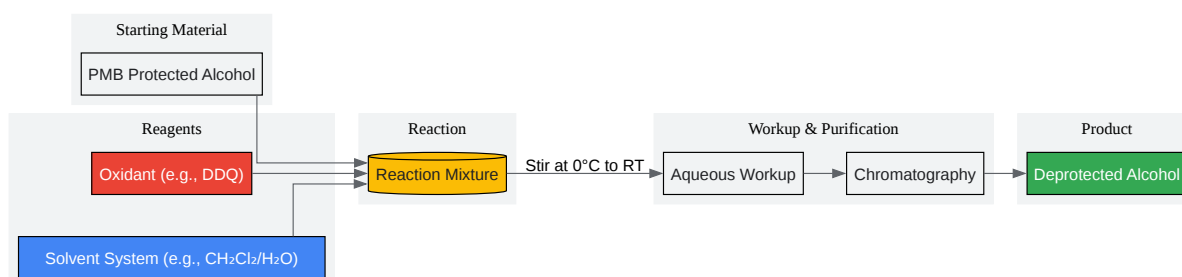 Starting Material
PMB Protected Alcohol
Reagents
Oxidant (e.g., DDQ)
Solvent System (e.g., CH₂Cl₂/H₂O)
Reaction
Reaction Mixture
Stir at 0°C to RT
Workup & Purification
Aqueous Workup
Chromatography
Product
Deprotected Alcohol